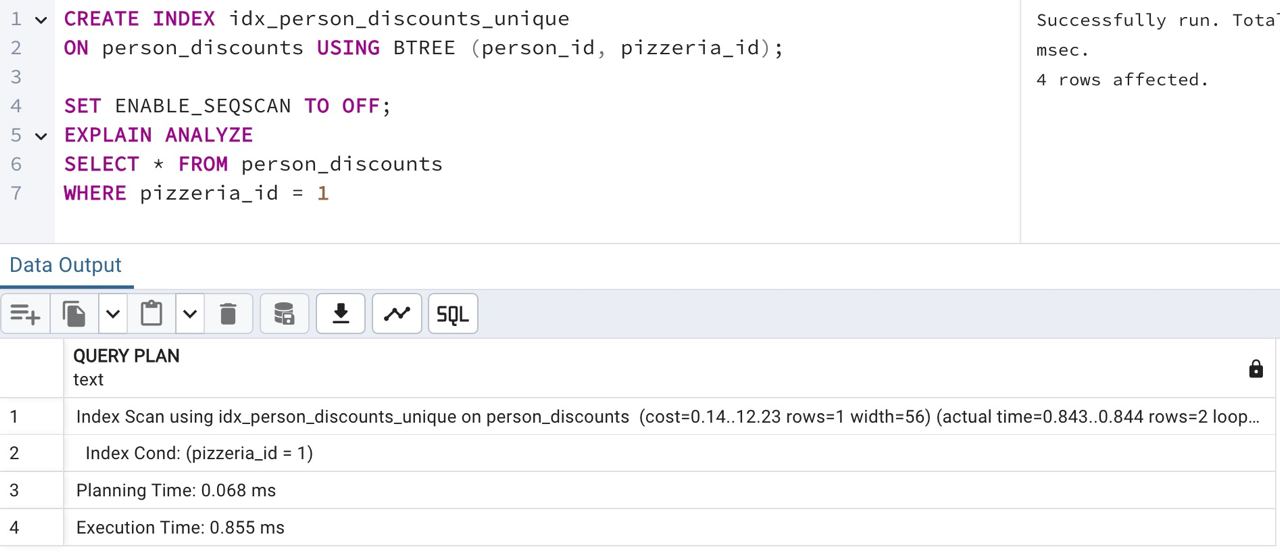 1 CREATE INDEX idx_person_discounts_unique
2 ON person_discounts USING BTREE (person_id, pizzeria_id);
3
4 SET ENABLE_SEQSCAN TO OFF;
5 EXPLAIN ANALYZE
6 SELECT * FROM person_discounts
7 WHERE pizzeria_id = 1
Successfully run. Tota
msec.
4 rows affected.
Data Output
SQL
QUERY PLAN
text
1 Index Scan using idx_person_discounts_unique on person_discounts (cost=0.14..12.23 rows=1 width=56) (actual time=0.843..0.844 rows=2 loop...
2 Index Cond: (pizzeria_id = 1)
3 Planning Time: 0.068 ms
4 Execution Time: 0.855 ms